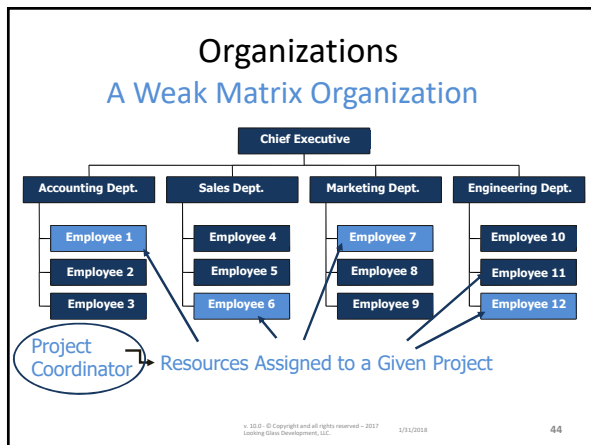 Organizations
A Weak Matrix Organization
Chief Executive
Accounting Dept.
Sales Dept.
Marketing Dept.
Engineering Dept.
Employee 1
Employee 4
Employee 7
Employee 10
Employee 2
Employee 5
Employee 8
Employee 11
Employee 3
Employee 6
Employee 9
Employee 12
Project
Coordinator
Resources Assigned to a Given Project
v. 10.0 - © Copyright and all rights reserved – 2017
Looking Glass Development, LLC.
1/31/2018
44